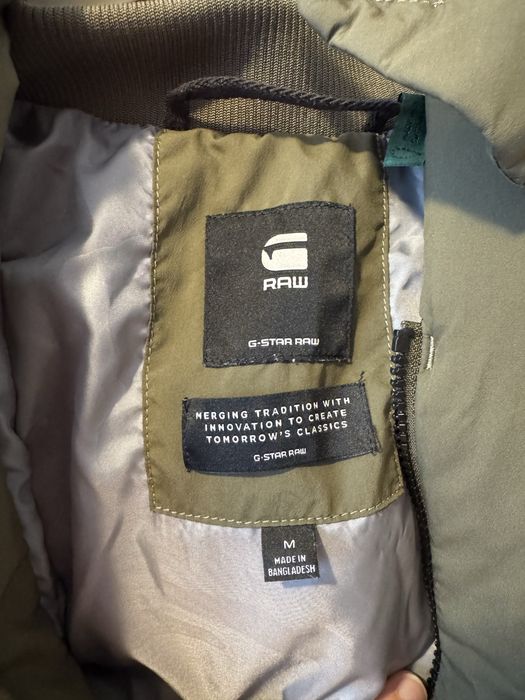 RAW
G-STAR RAW
MERGING TRADITION WITH
INNOVATION TO CREATE
TOMORROW'S CLASSICS
G-STAR RAW
M
MADE IN
BANGLADESH